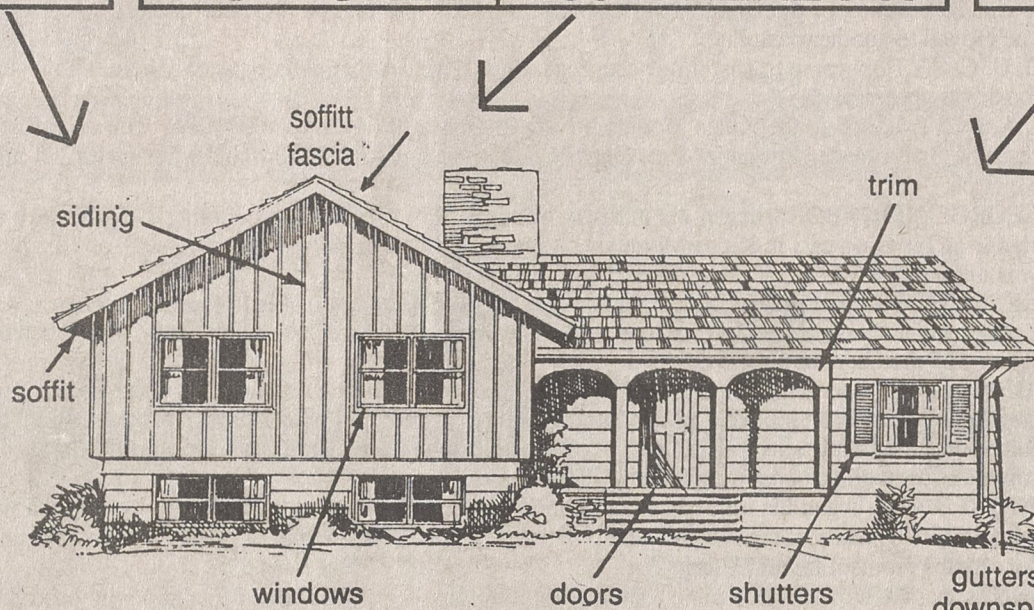 soffitt
fascia
trim
siding
soffit
windows
doors
shutters
gutters